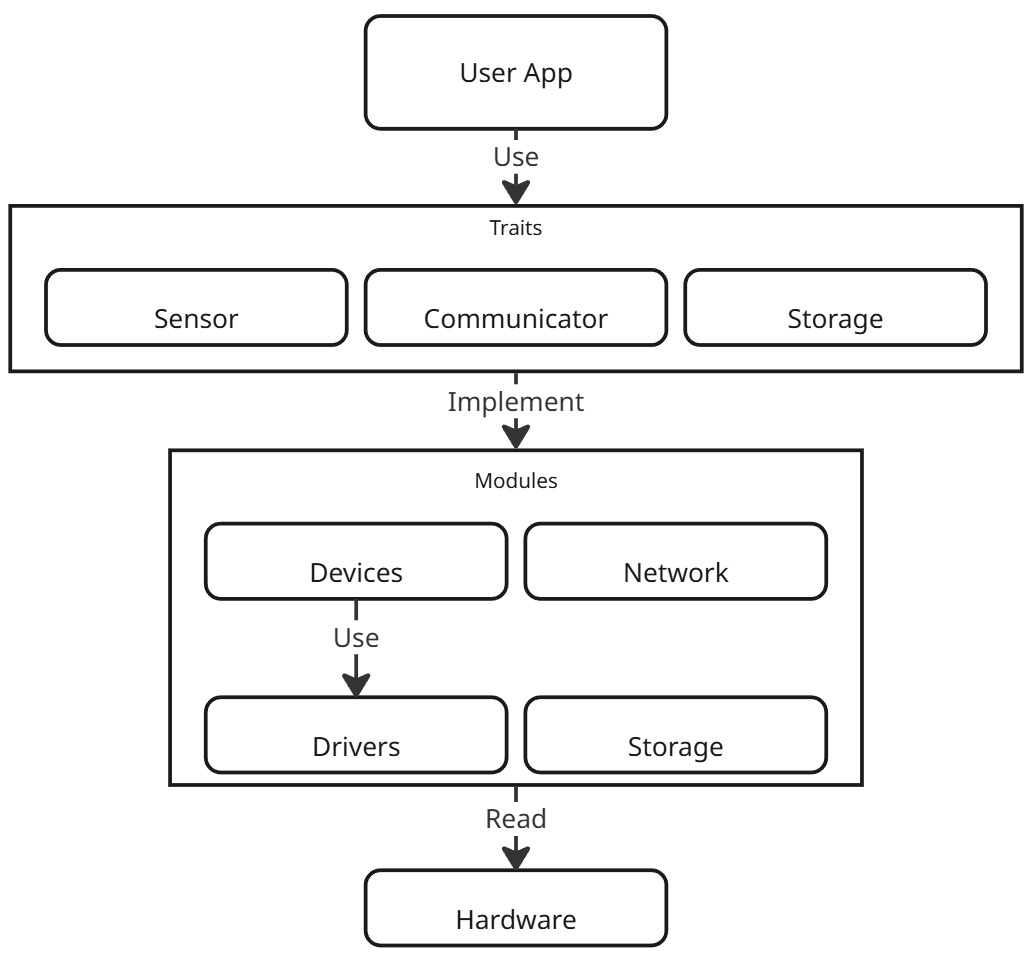 User App
Use
Traits
Sensor
Communicator
Storage
Implement
Modules
Devices
Network
Use
Drivers
Storage
Read
Hardware